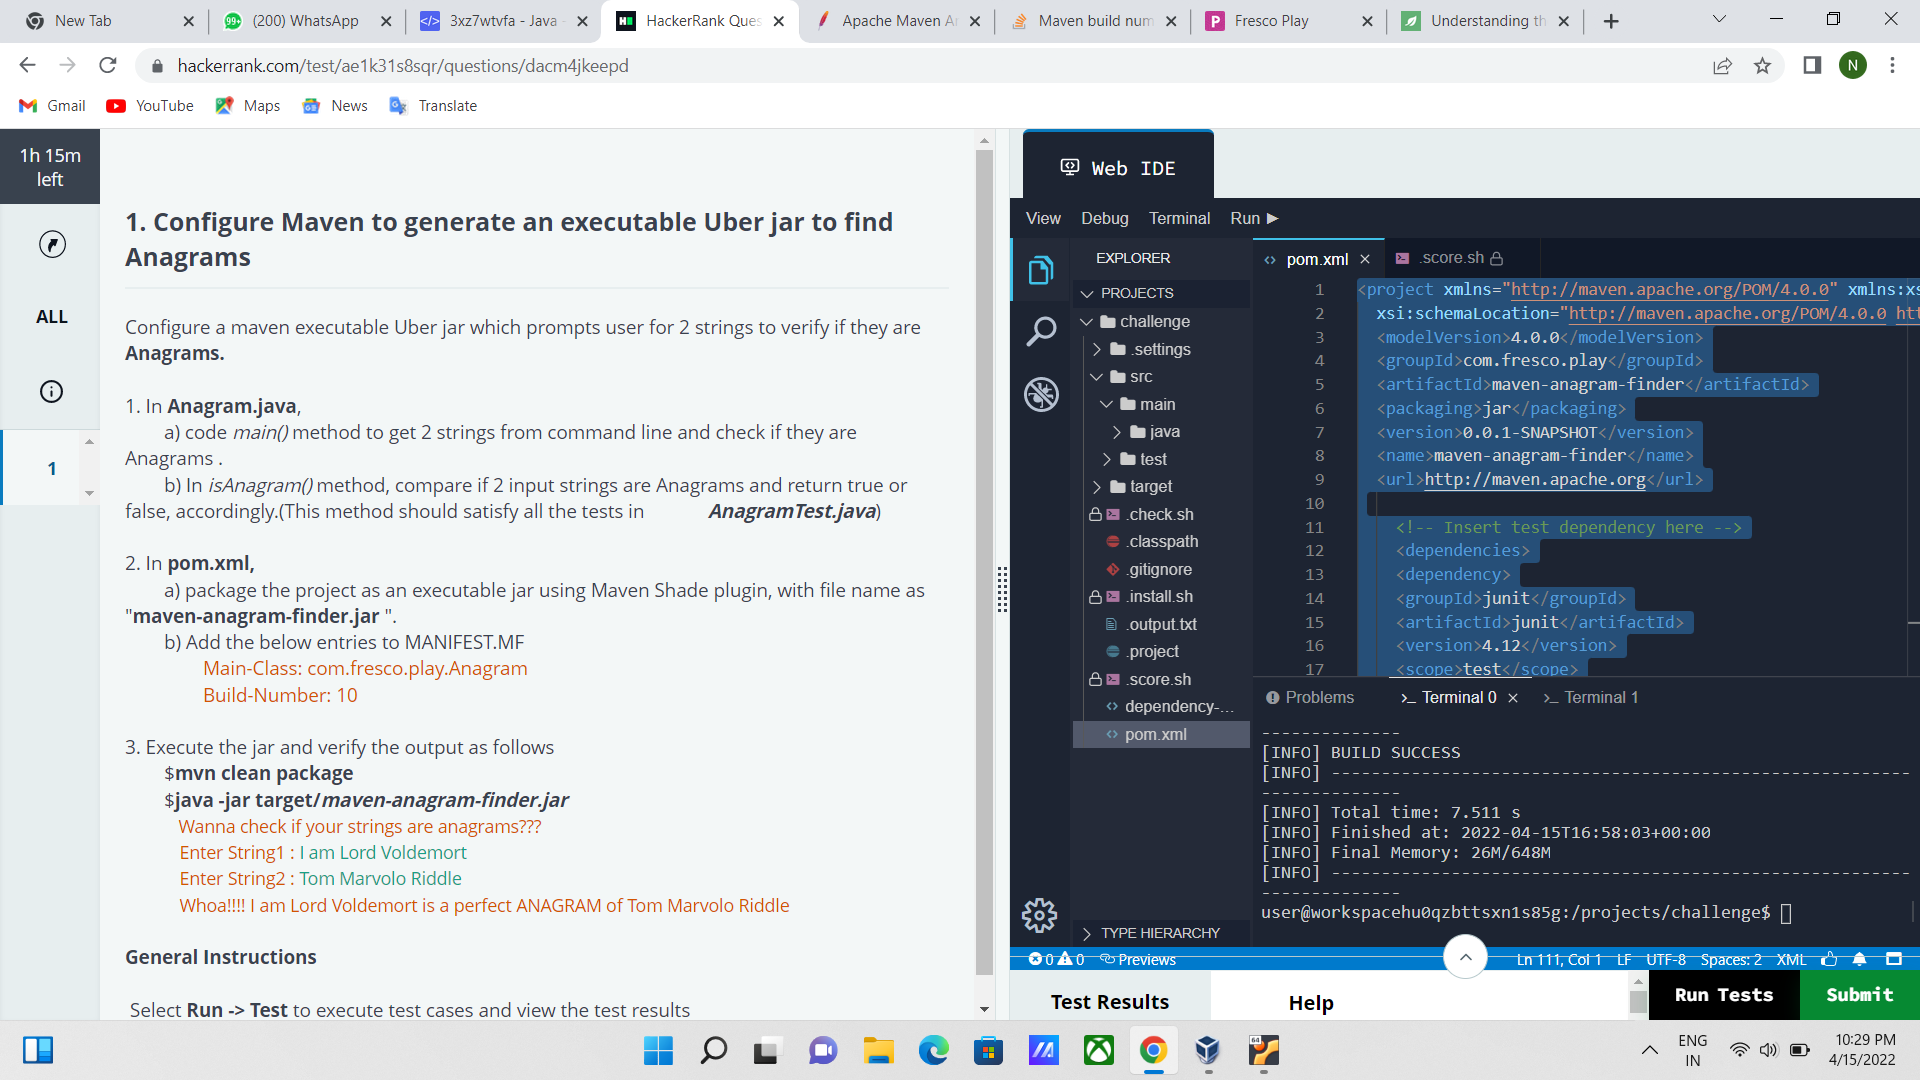 New Tab
(200) WhatsApp
3xz7wtvfa - Java -
HackerRank Ques
Apache Maven Ar
Maven build num
Fresco Play
Understanding th
hackerrank.com/test/ae1k31s8sqr/questions/dacm4jkeepd
N
Gmail
YouTube
Maps
News
Translate
1h 15m
left
ALL
1
1. Configure Maven to generate an executable Uber jar to find
Anagrams
Configure a maven executable Uber jar which prompts user for 2 strings to verify if they are
Anagrams.
1. In Anagram.java,
a) code main() method to get 2 strings from command line and check if they are
Anagrams .
b) In isAnagram() method, compare if 2 input strings are Anagrams and return true or
false, accordingly.(This method should satisfy all the tests in AnagramTest.java)
2. In pom.xml,
a) package the project as an executable jar using Maven Shade plugin, with file name as
"maven-anagram-finder.jar ".
b) Add the below entries to MANIFEST.MF
Main-Class: com.fresco.play.Anagram
Build-Number: 10
3. Execute the jar and verify the output as follows
$mvn clean package
$java -jar target/maven-anagram-finder.jar
Wanna check if your strings are anagrams???
Enter String1 : I am Lord Voldemort
Enter String2 : Tom Marvolo Riddle
Whoa!!!! I am Lord Voldemort is a perfect ANAGRAM of Tom Marvolo Riddle
General Instructions
Select Run -> Test to execute test cases and view the test results
Web IDE
View Debug Terminal Run
EXPLORER
PROJECTS
challenge
.settings
src
main
java
test
target
.check.sh
.classpath
.gitignore
.install.sh
.output.txt
.project
.score.sh
dependency-...
pom.xml
TYPE HIERARCHY
pom.xml
.score.sh
1 <project xmlns="http://maven.apache.org/POM/4.0.0" xmlns:xs
2 xsi:schemaLocation="http://maven.apache.org/POM/4.0.0 htt
3 <modelVersion>4.0.0</modelVersion>
4 <groupId>com.fresco.play</groupId>
5 <artifactId>maven-anagram-finder</artifactId>
6 <packaging>jar</packaging>
7 <version>0.0.1-SNAPSHOT</version>
8 <name>maven-anagram-finder</name>
9 <url>http://maven.apache.org</url>
10
11 <!-- Insert test dependency here -->
12 <dependencies>
13 <dependency>
14 <groupId>junit</groupId>
15 <artifactId>junit</artifactId>
16 <version>4.12</version>
17 <scope>test</scope>
Problems
>_ Terminal 0
>_ Terminal 1
--------------
[INFO] BUILD SUCCESS
[INFO] ----------------------------------------------------------
--------------
[INFO] Total time: 7.511 s
[INFO] Finished at: 2022-04-15T16:58:03+00:00
[INFO] Final Memory: 26M/648M
[INFO] ----------------------------------------------------------
--------------
user@workspacehu0qzbttsxn1s85g:/projects/challenge$
0 0 Previews
Ln 111, Col 1 LF UTF-8 Spaces: 2 XML
Test Results
Help
Run Tests
Submit
ENG
IN
10:29 PM
4/15/2022